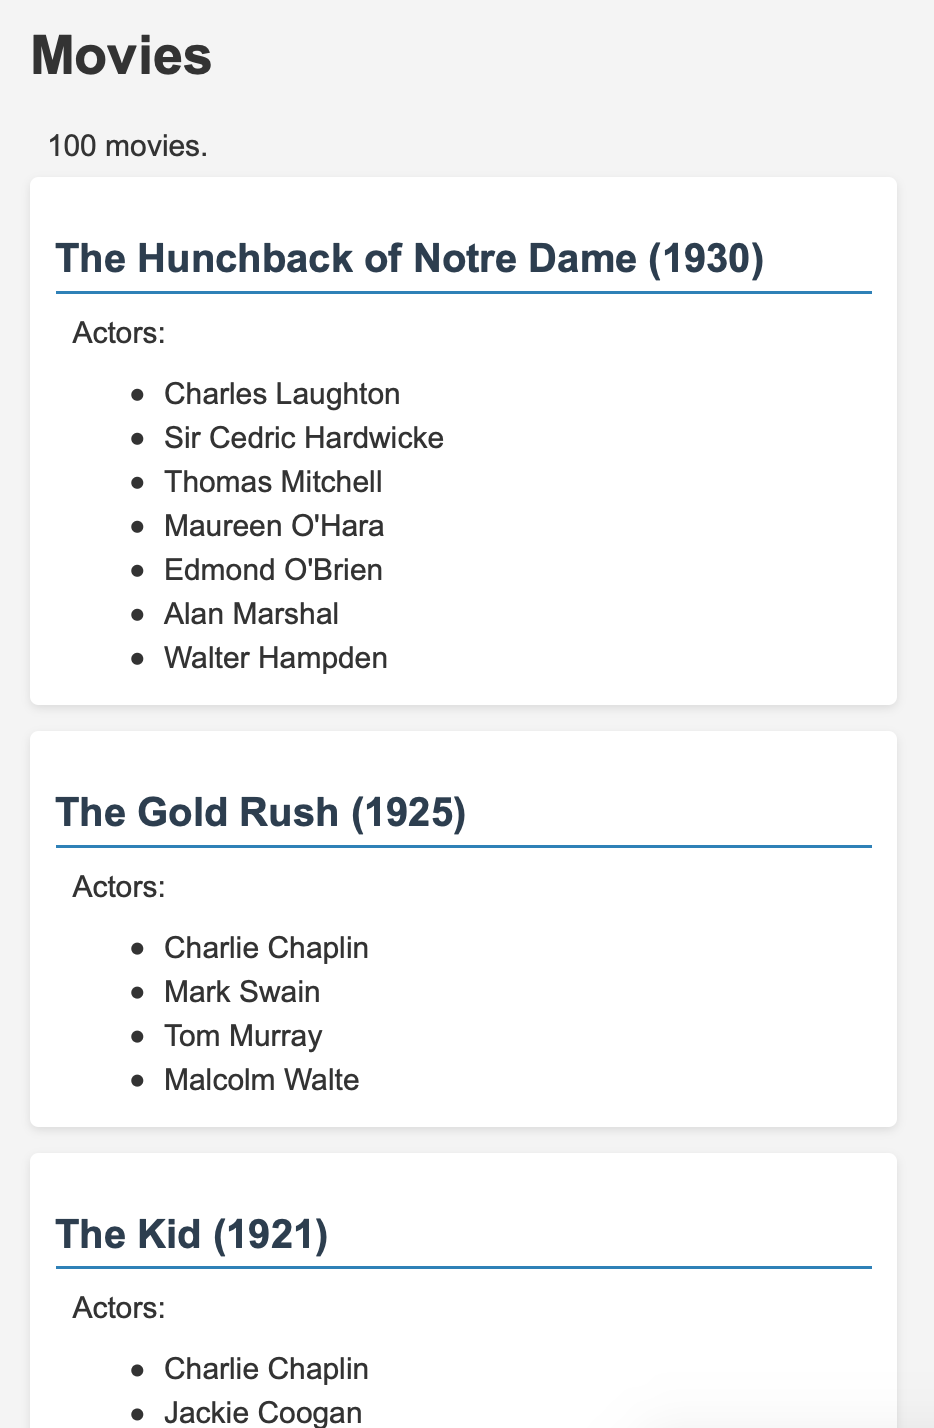 Movies
100 movies.
The Hunchback of Notre Dame (1930)
Actors:
Charles Laughton
Sir Cedric Hardwicke
Thomas Mitchell
Maureen O'Hara
Edmond O'Brien
Alan Marshal
Walter Hampden
The Gold Rush (1925)
Actors:
Charlie Chaplin
Mark Swain
Tom Murray
Malcolm Walte
The Kid (1921)
Actors:
Charlie Chaplin
Jackie Coogan